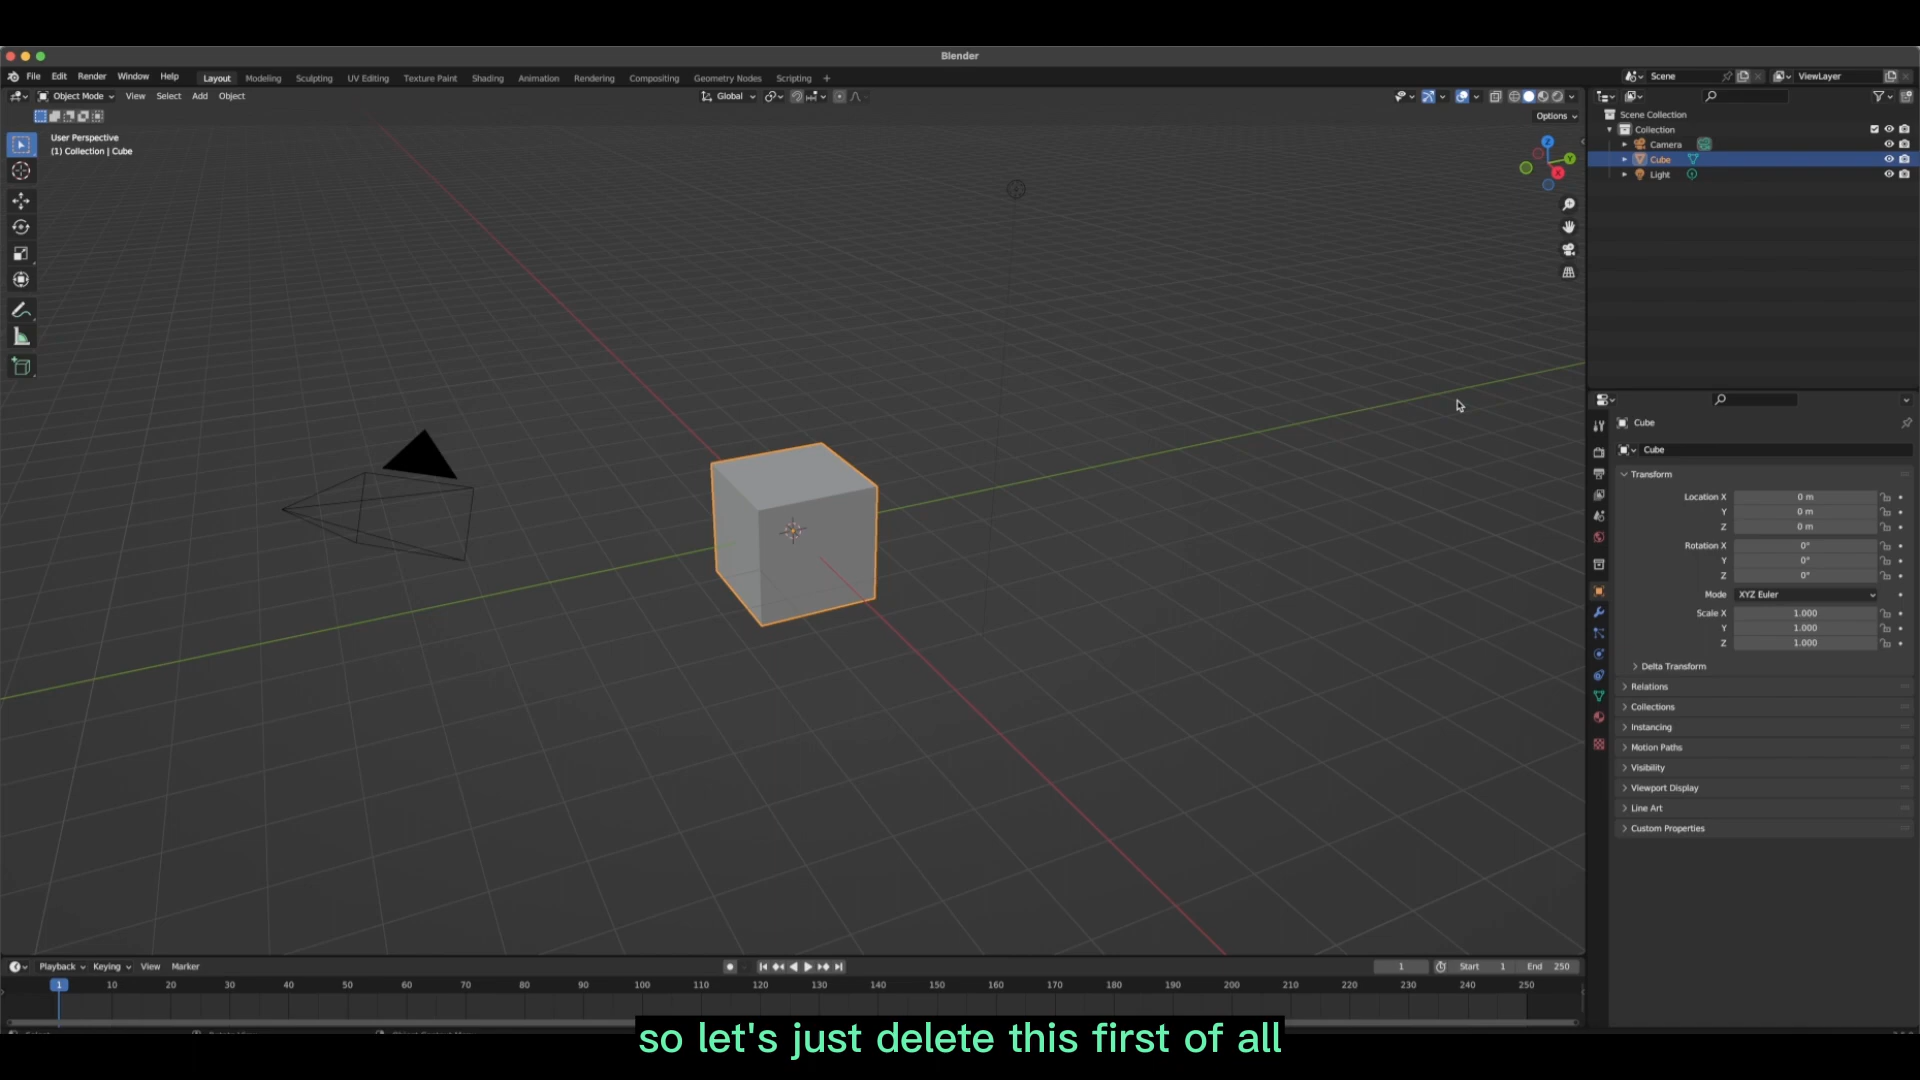 Blender
File Edit Render Window Help Layout Modeling Sculpting UV Editing Texture Paint Shading Animation Rendering Compositing Geometry Nodes Scripting + Scene ViewLayer
Object Mode View Select Add Object Global
Options
User Perspective
(1) Collection | Cube
Z
Y
X
Scene Collection
Collection
Camera
Cube
Light
Cube
Cube
Transform
Location X 0 m
Y 0 m
Z 0 m
Rotation X 0°
Y 0°
Z 0°
Mode XYZ Euler
Scale X 1.000
Y 1.000
Z 1.000
Delta Transform
Relations
Collections
Instancing
Motion Paths
Visibility
Viewport Display
Line Art
Custom Properties
Playback Keying View Marker 1 Start 1 End 250
1 10 20 30 40 50 60 70 80 90 100 110 120 130 140 150 160 170 180 190 200 210 220 230 240 250
so let's just delete this first of all